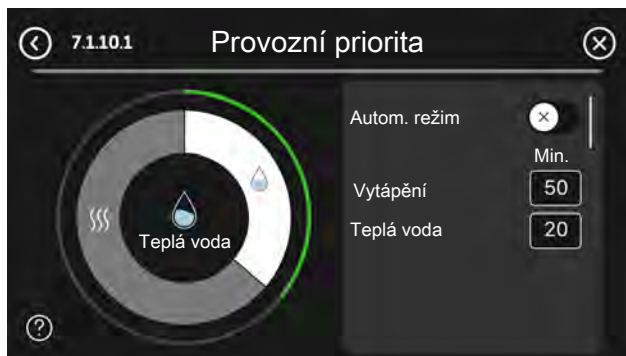 7.1.10.1 Provozní priorita
Autom. režim
Min.
Vytápění 50
Teplá voda 20
Teplá voda
?